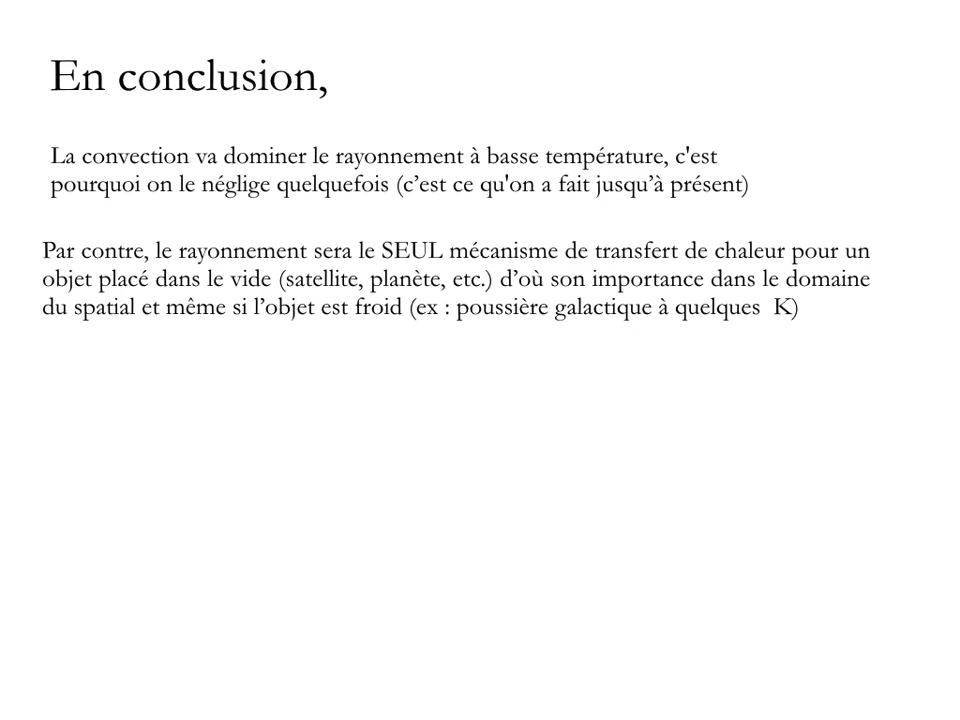 En conclusion,
La convection va dominer le rayonnement à basse température, c'est
pourquoi on le néglige quelquefois (c’est ce qu'on a fait jusqu’à présent)
Par contre, le rayonnement sera le SEUL mécanisme de transfert de chaleur pour un
objet placé dans le vide (satellite, planète, etc.) d’où son importance dans le domaine
du spatial et même si l’objet est froid (ex : poussière galactique à quelques  K)